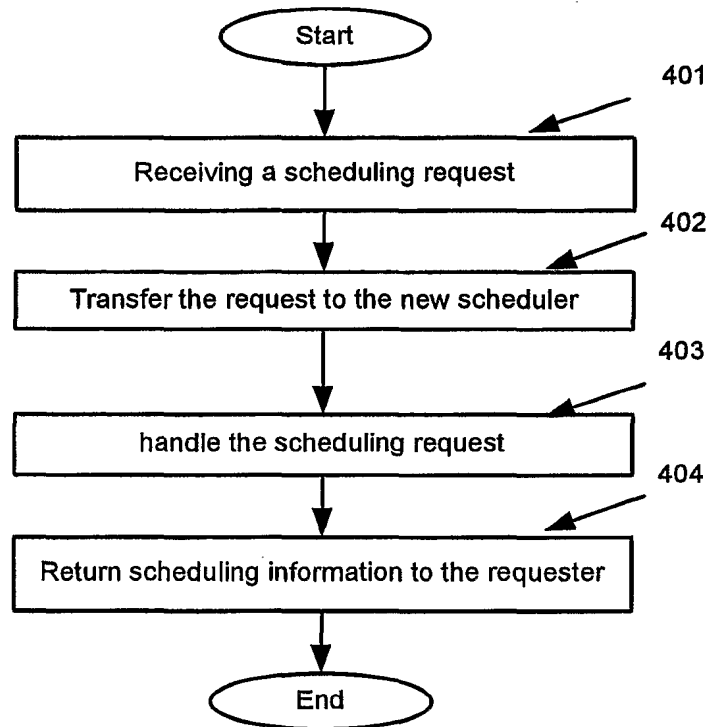 Start
401
Receiving a scheduling request
402
Transfer the request to the new scheduler
403
handle the scheduling request
404
Return scheduling information to the requester
End